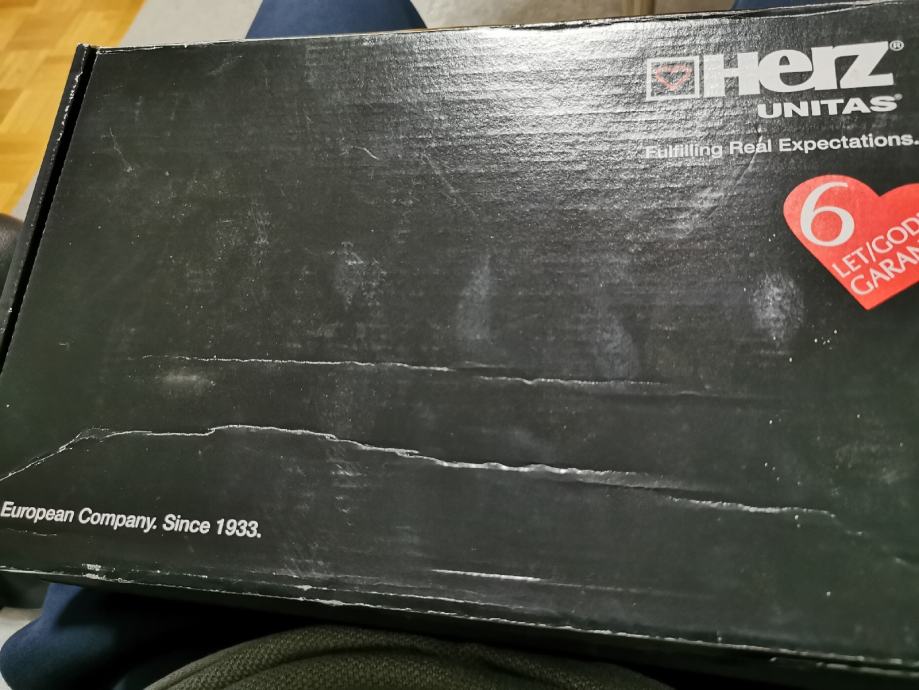 Herz®
UNITAS®
Fulfilling Real Expectations.
6
LET/GOD
GARAN
European Company. Since 1933.